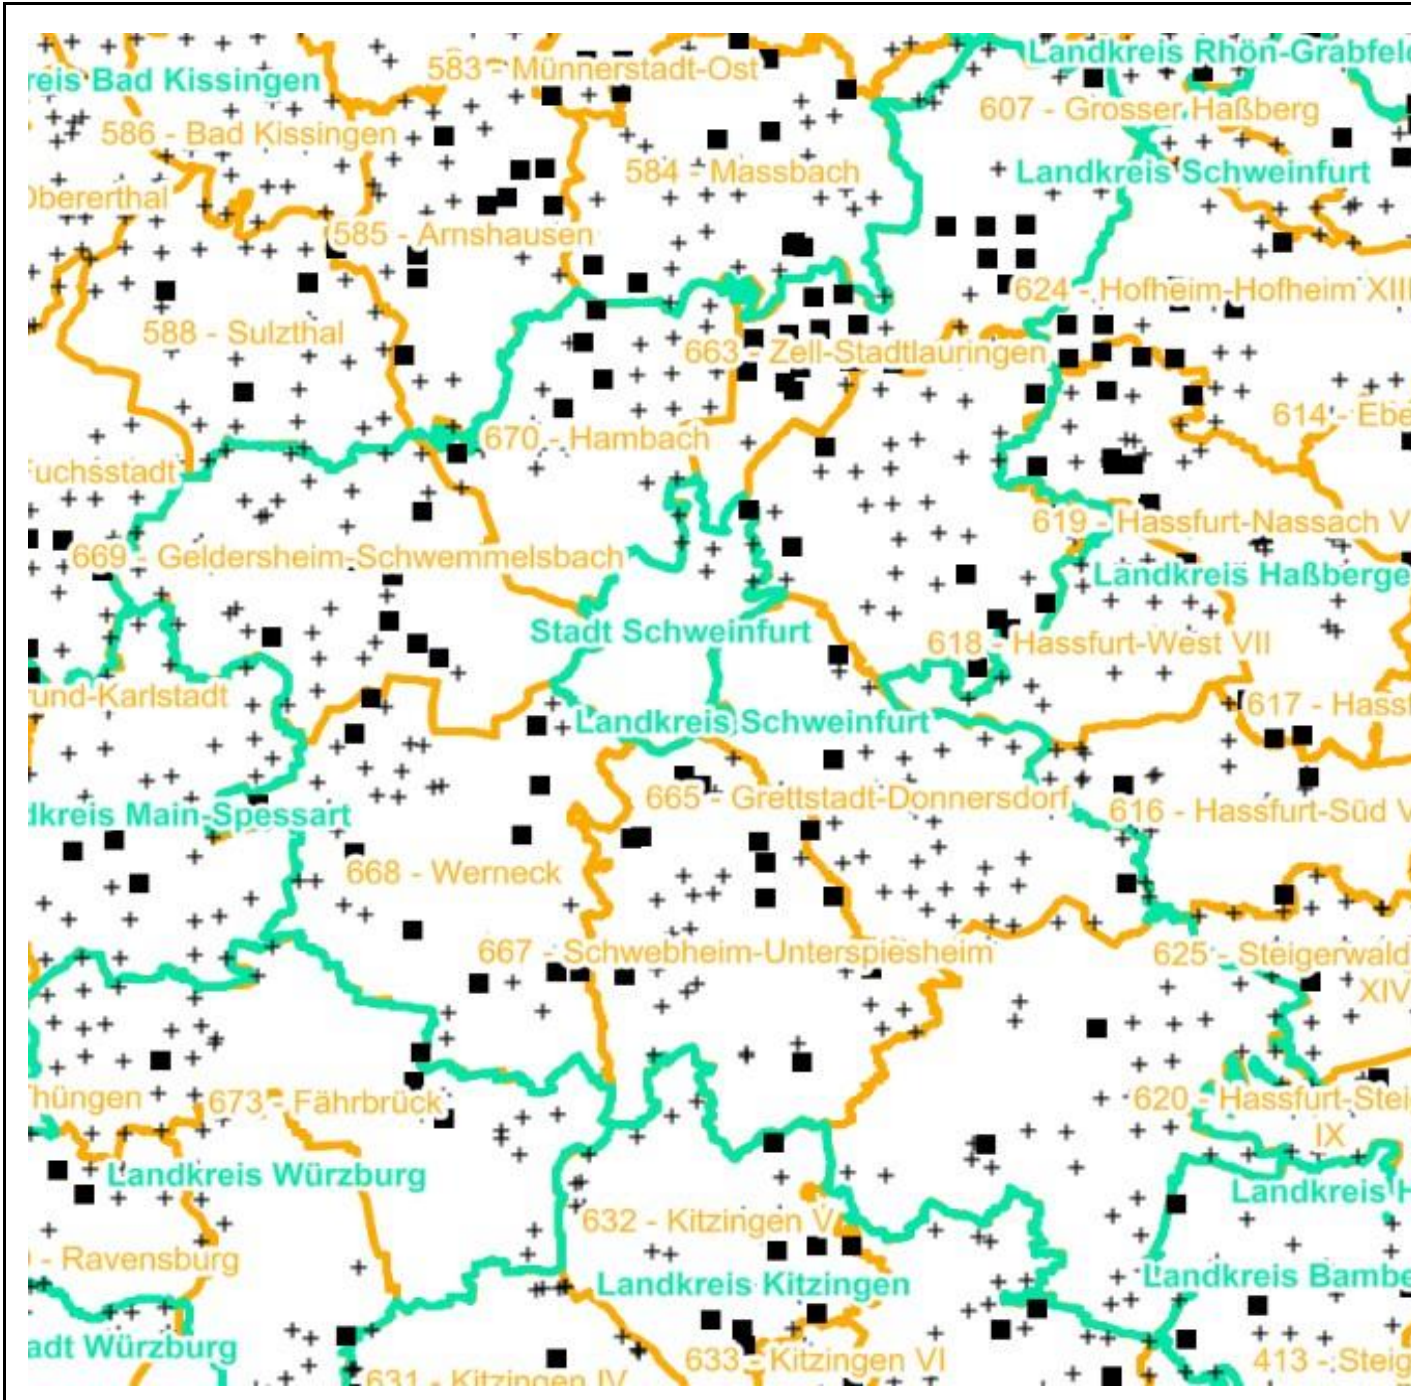 Landkreis Rhön-Grabfel
583 - Münnerstadt-Ost
reis Bad Kissingen
607 - Grosser Haßberg
586 - Bad Kissingen
584 - Massbach
Landkreis Schweinfurt
Obererthal
585 - Arnshausen
624 - Hofheim-Hofheim XIII
588 - Sulzthal
663 - Zell-Stadtlauringen
614 - Ebe
670 - Hambach
uchsstadt
619 - Hassfurt-Nassach V
669 - Geldersheim-Schwemmelsbach
Landkreis Haßberge
Stadt Schweinfurt
618 - Hassfurt-West VII
rund-Karlstadt
617 - Hassf
Landkreis Schweinfurt
665 - Grettstadt-Donnersdorf
dkreis Main-Spessart
616 - Hassfurt-Süd V
668 - Werneck
667 - Schwebheim-Unterspiesheim
625 - Steigerwald
XIV
hüngen
673 - Fährbrück
620 - Hassfurt-Stei
IX
Landkreis Würzburg
Landkreis H
632 - Kitzingen V
- Ravensburg
Landkreis Kitzingen
Landkreis Bambe
adt Würzburg
633 - Kitzingen VI
413 - Steig
631 - Kitzingen IV